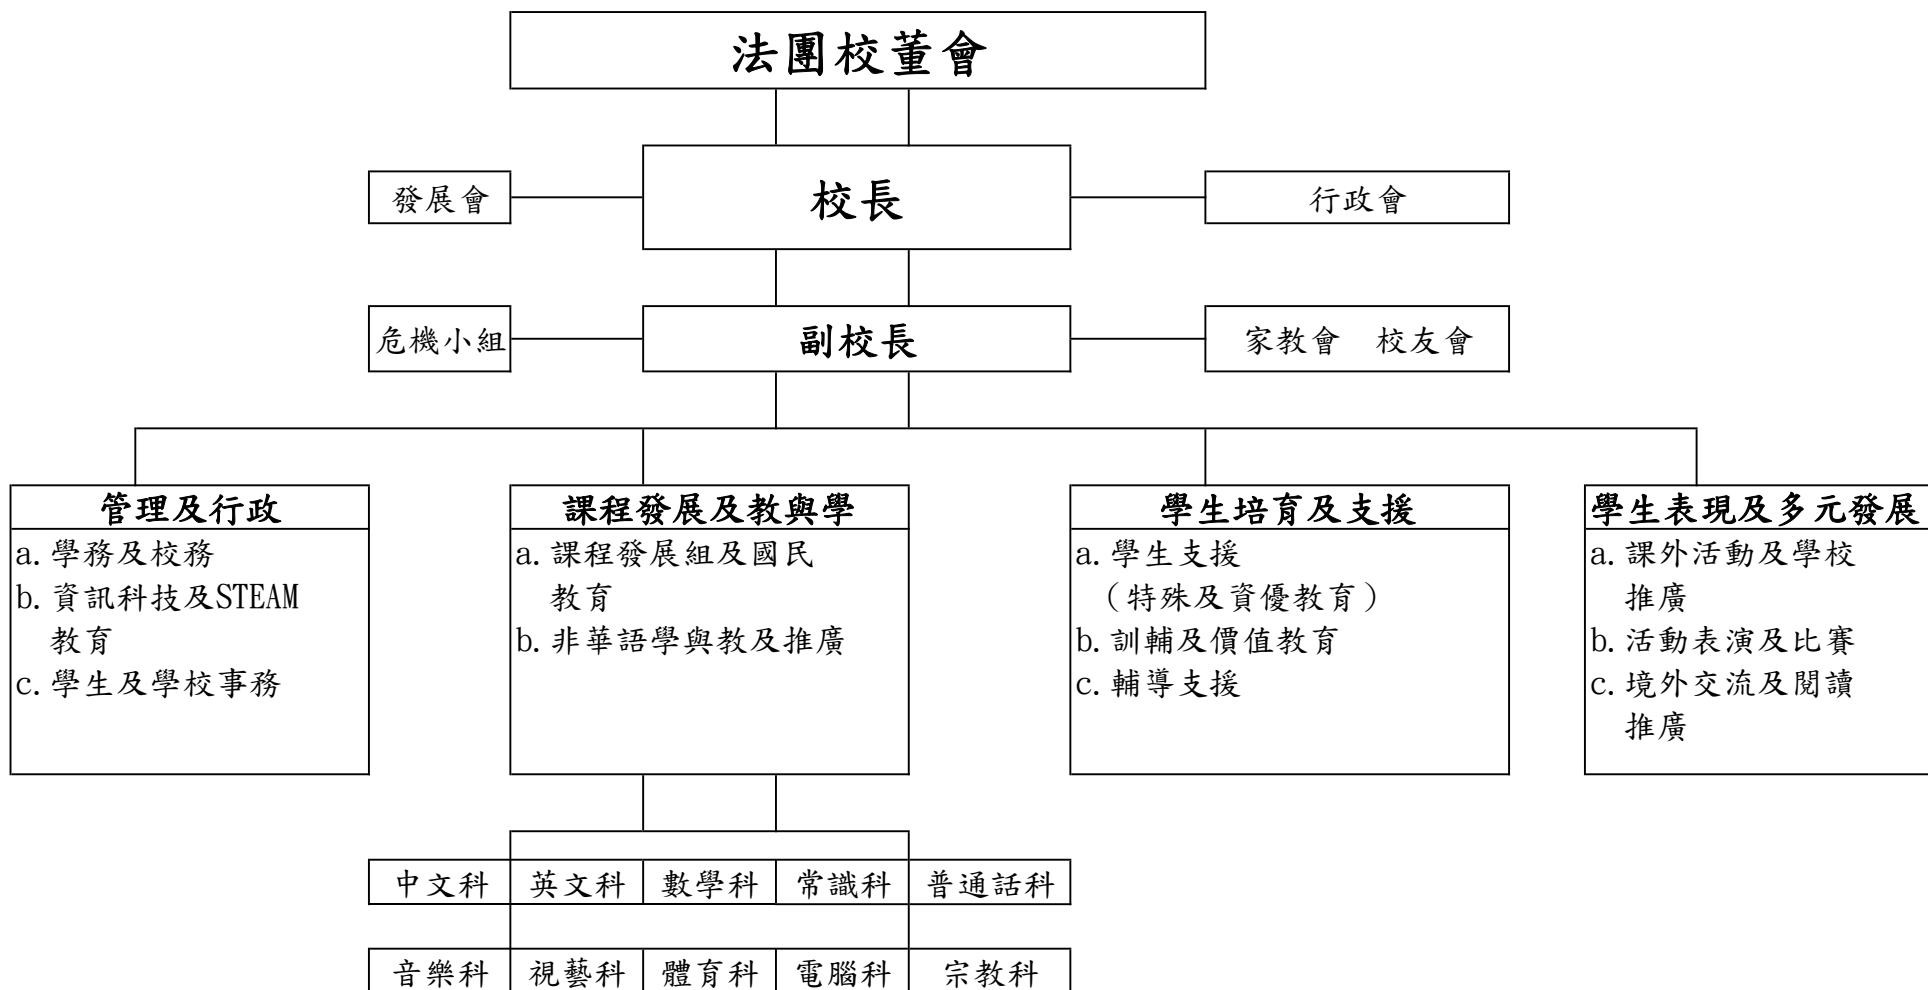 法團校董會
發展會
校長
行政會
危機小組
副校長
家教會 校友會
管理及行政
a.學務及校務
b.資訊科技及STEAM
教育
c.學生及學校事務
課程發展及教與學
a.課程發展組及國民
教育
b.非華語學與教及推廣
學生培育及支援
a.學生支援
(特殊及資優教育)
b.訓輔及價值教育
c.輔導支援
學生表現及多元發展
a.課外活動及學校
推廣
b.活動表演及比賽
c.境外交流及閱讀
推廣
中文科 英文科 數學科 常識科 普通話科
音樂科 視藝科 體育科 電腦科 宗教科